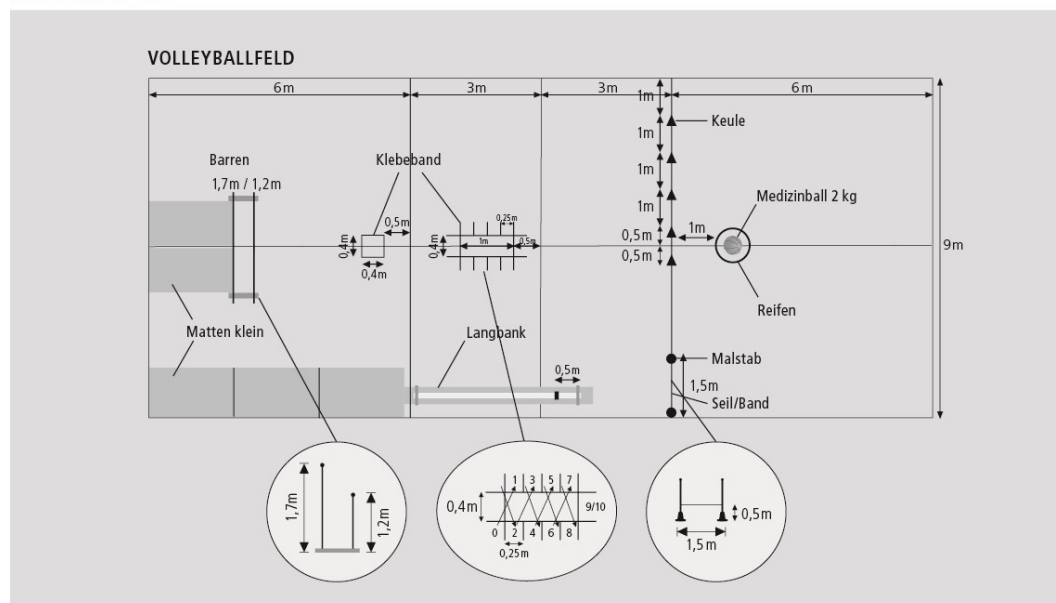 VOLLEYBALLFELD
6m
3m
3m
6m
1m
Keule
1m
Barren
Klebeband
1m
1,7m / 1,2m
1m
Medizinball 2 kg
0,25m
0,5m
0,4m
0,4m
1m
0,5m
0,5m
1m
9m
0,5m
0,4m
Reifen
Matten klein
Langbank
Malstab
0,5m
1,5m
Seil/Band
1,7m
1,2m
1 3 5 7
0,4m
9/10
0 2 4 6 8
0,25m
0,5m
1,5m